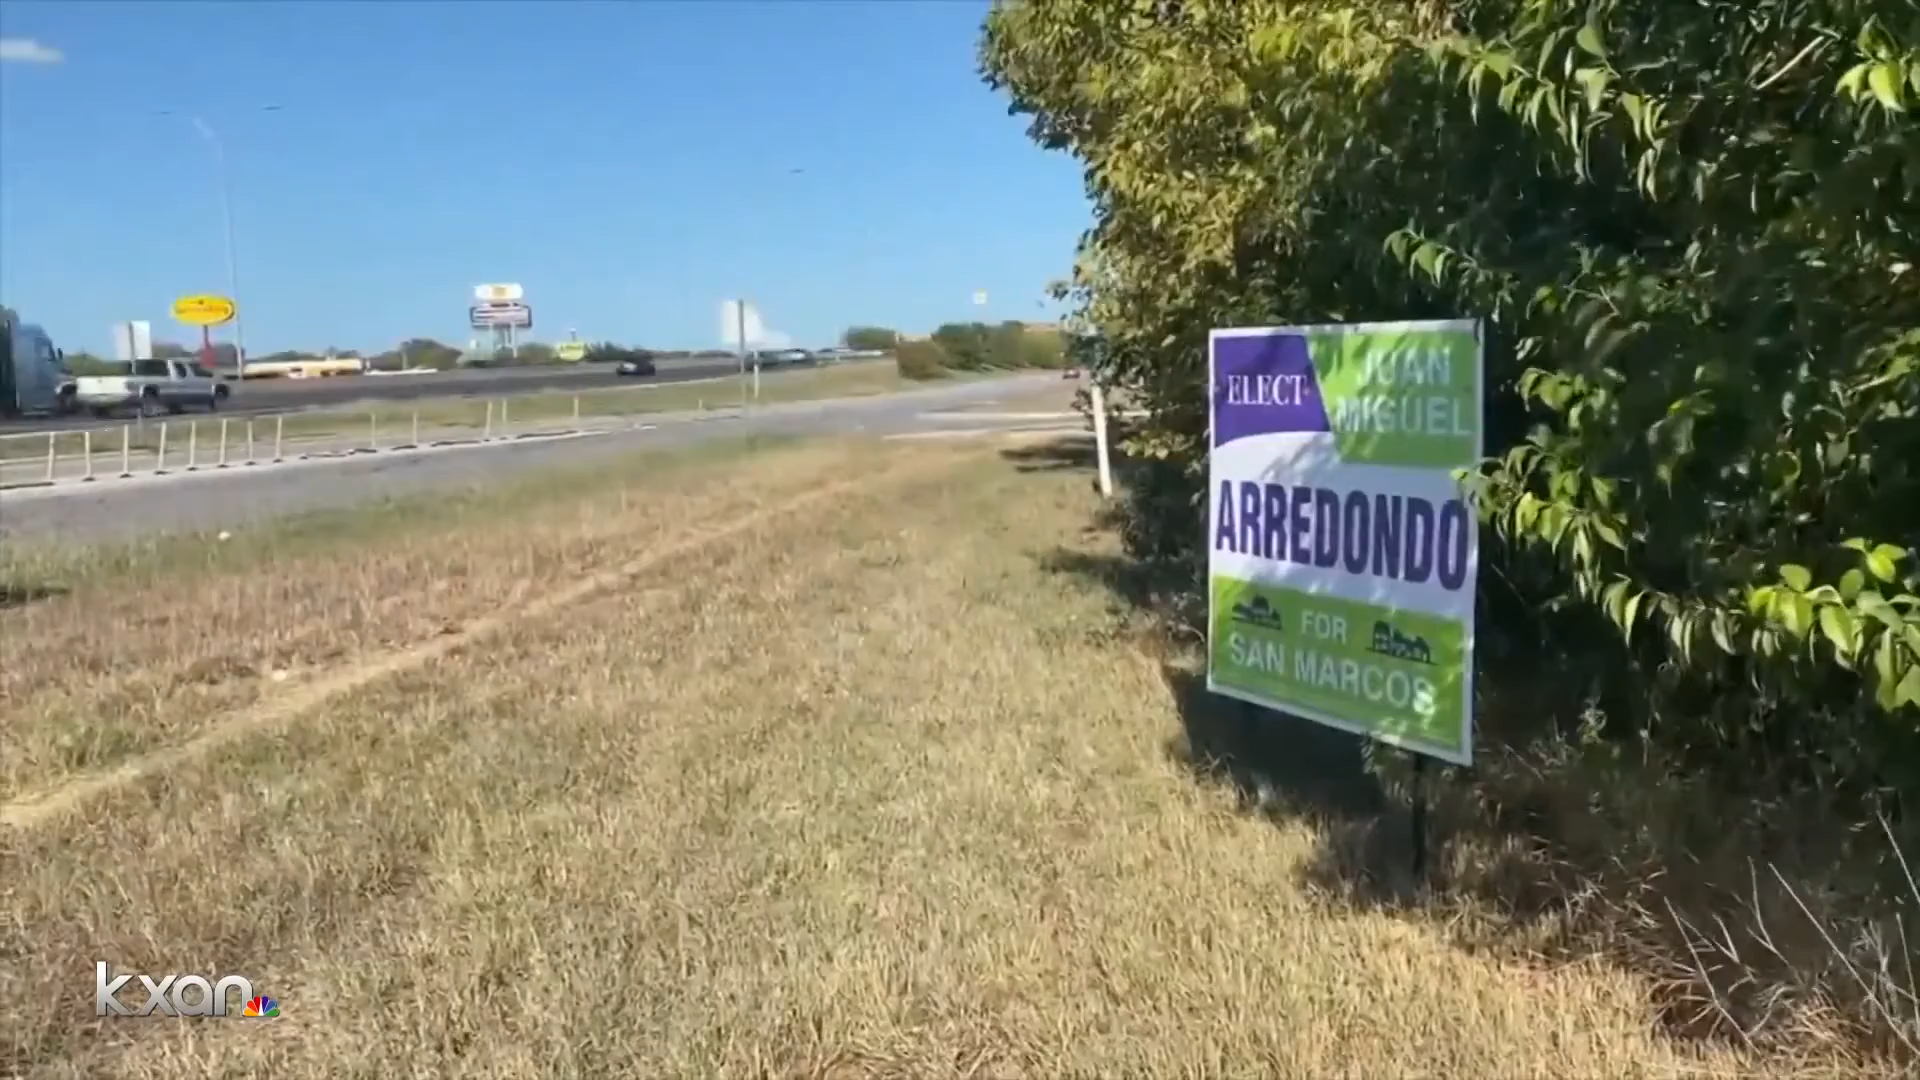 ELECT
JUAN
MIGUEL
ARREDONDO
FOR
SAN MARCOS
kxan